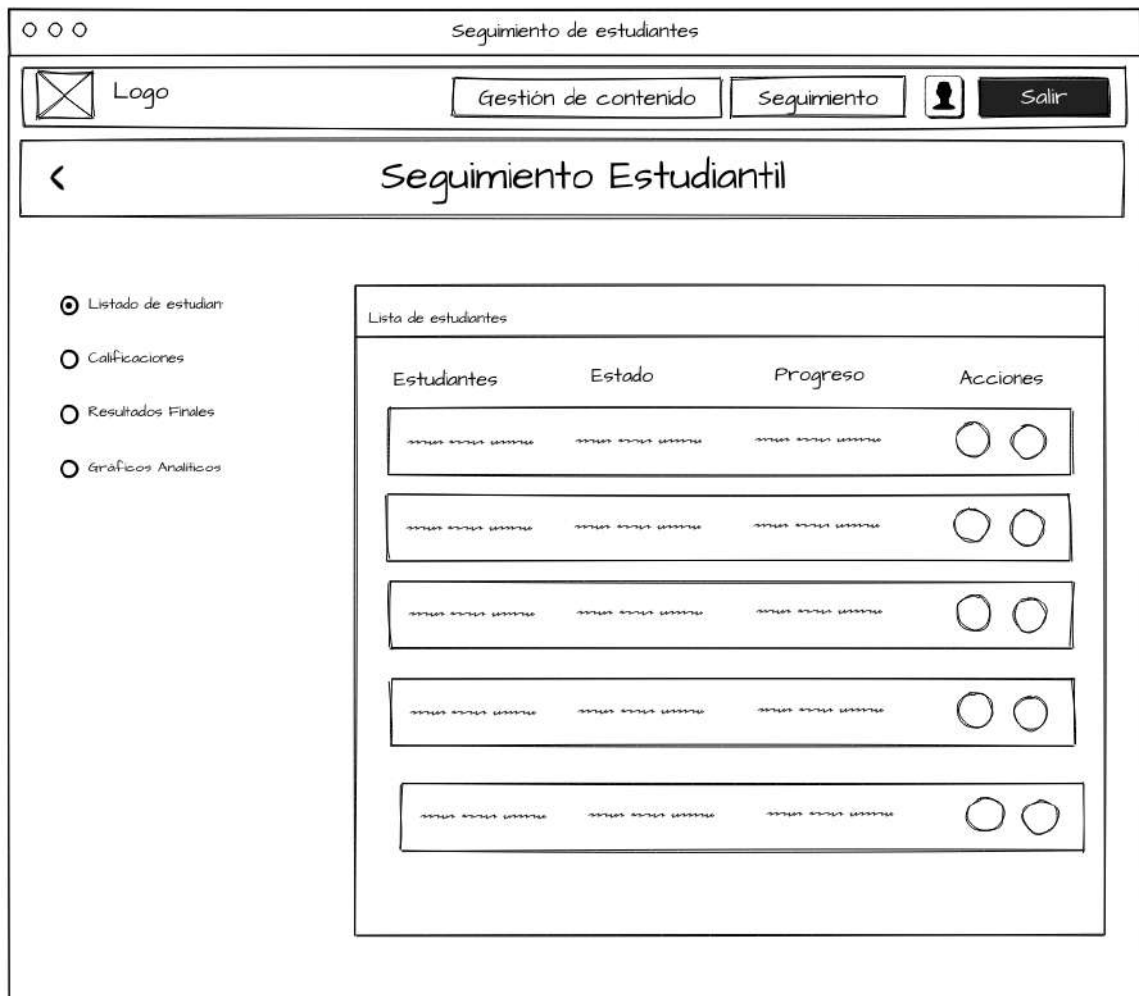 Seguimiento de estudiantes
Logo
Gestión de contenido
Seguimiento
Salir
Seguimiento Estudiantil
Listado de estudian
Calificaciones
Resultados Finales
Gráficos Analíticos
Lista de estudiantes
Estudiantes Estado Progreso Acciones